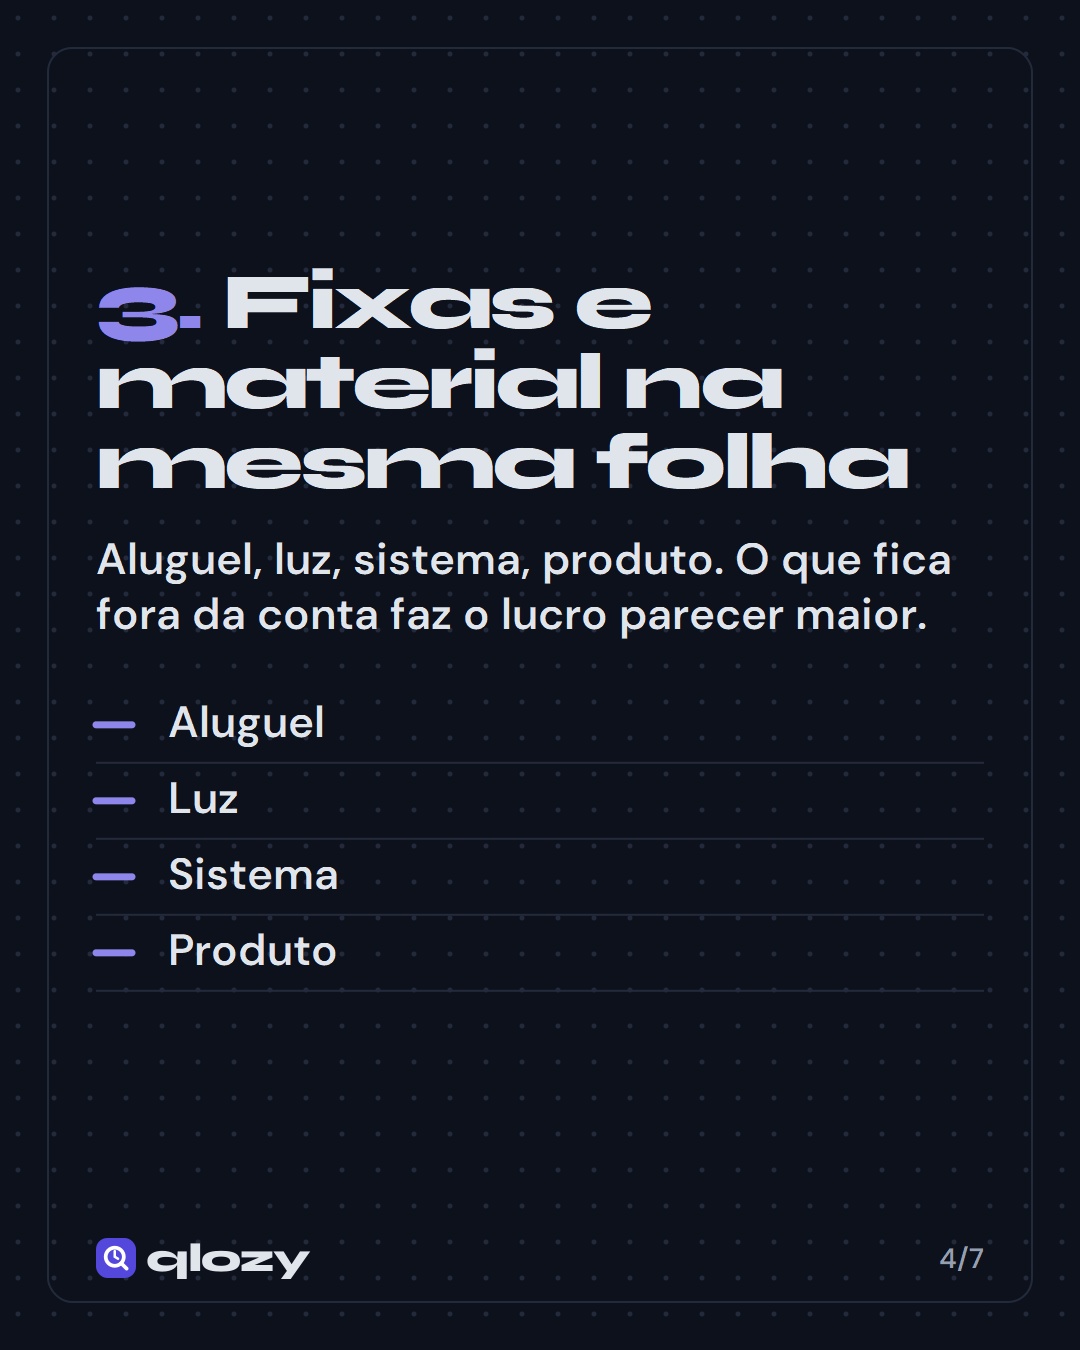 3. Fixas e
material na
mesma folha
Aluguel, luz, sistema, produto. O que fica
fora da conta faz o lucro parecer maior.
Aluguel
Luz
Sistema
Produto
qlozy
4/7